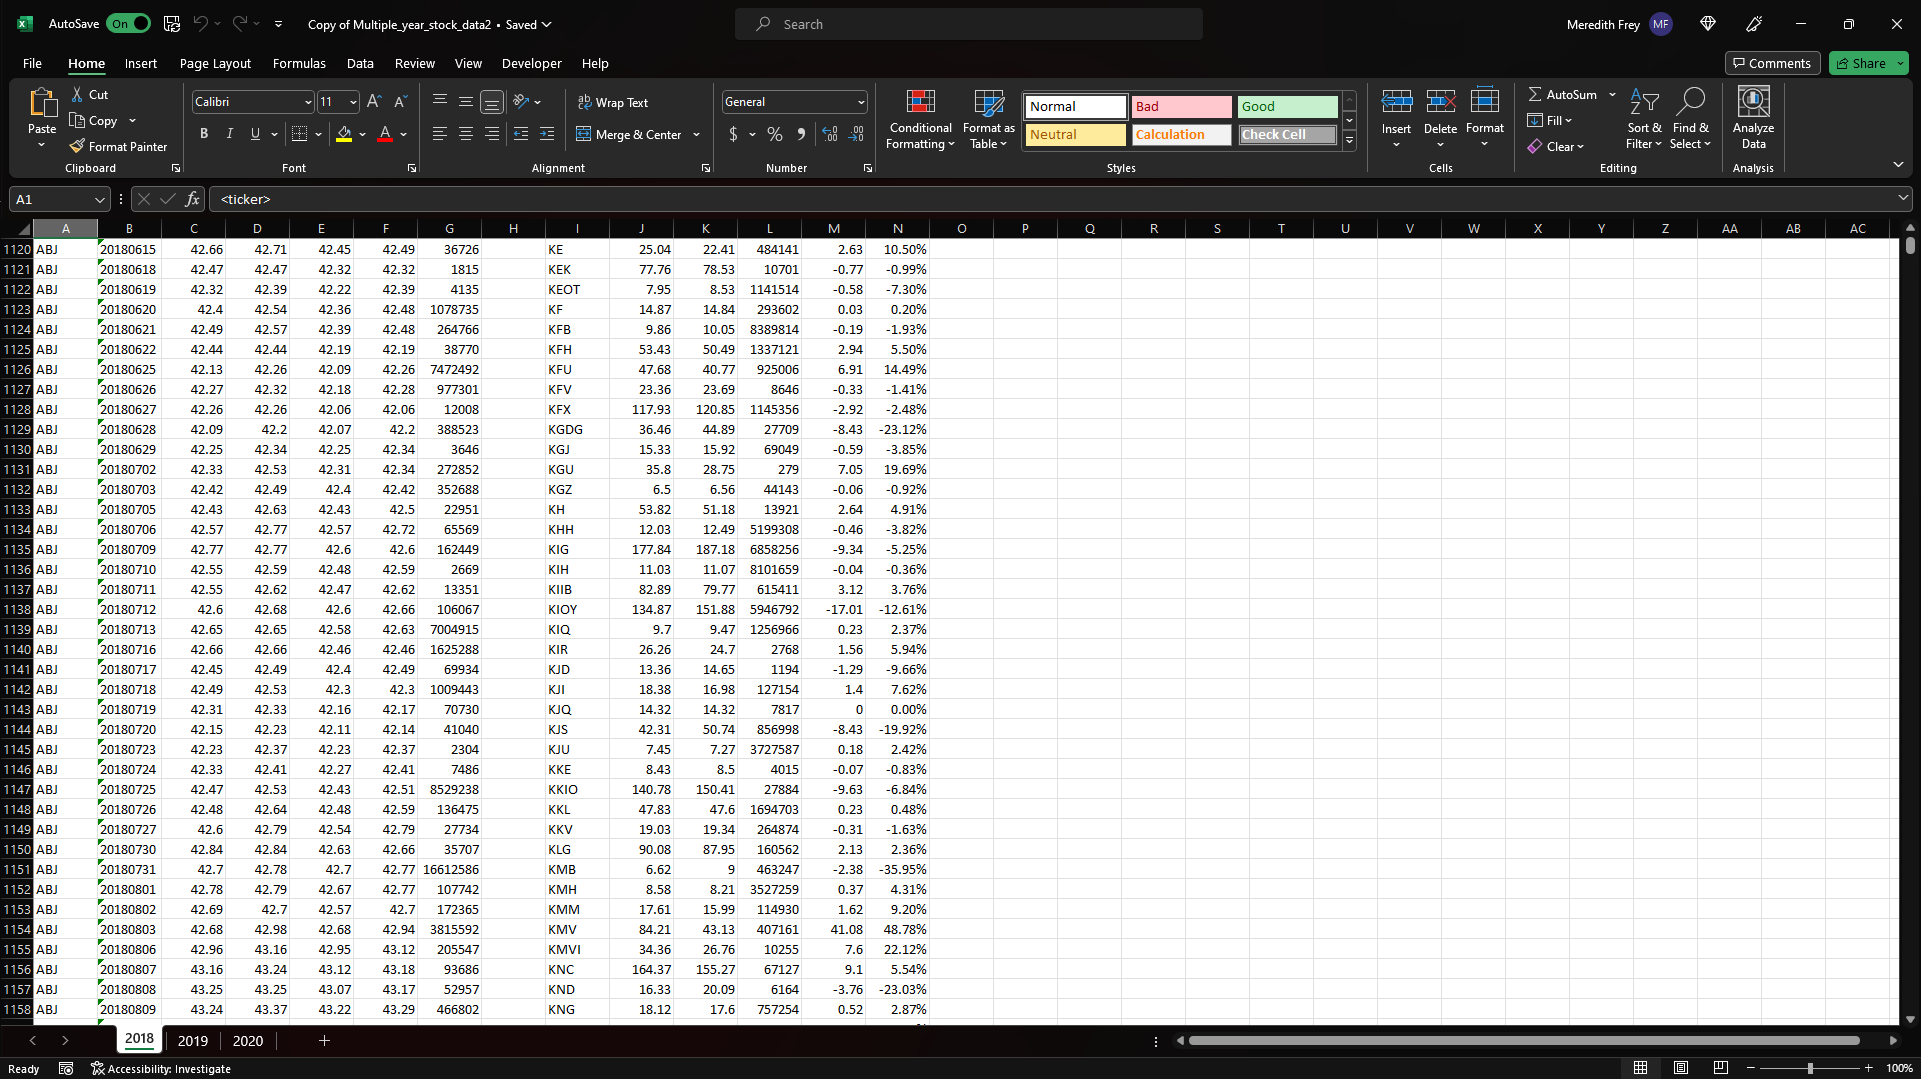 AutoSave On Copy of Multiple_year_stock_data2 • Saved Search Meredith Frey MF
File Home Insert Page Layout Formulas Data Review View Developer Help Comments Share
Paste Cut Copy Format Painter Clipboard
Calibri 11 B I U A Font
Wrap Text Merge & Center Alignment
General $ % Number
Conditional Formatting Format as Table
Normal Bad Good
Neutral Calculation Check Cell
Styles
Insert Delete Format Cells
AutoSum Fill Clear Sort & Filter Find & Select Editing
Analyze Data Analysis
A1 fx <ticker>
A B C D E F G H I J K L M N O P Q R S T U V W X Y Z AA AB AC
1120 ABJ 20180615 42.66 42.71 42.45 42.49 36726 KE 25.04 22.41 484141 2.63 10.50%
1121 ABJ 20180618 42.47 42.47 42.32 42.32 1815 KEK 77.76 78.53 10701 -0.77 -0.99%
1122 ABJ 20180619 42.32 42.39 42.22 42.39 4135 KEOT 7.95 8.53 1141514 -0.58 -7.30%
1123 ABJ 20180620 42.4 42.54 42.36 42.48 1078735 KF 14.87 14.84 293602 0.03 0.20%
1124 ABJ 20180621 42.49 42.57 42.39 42.48 264766 KFB 9.86 10.05 8389814 -0.19 -1.93%
1125 ABJ 20180622 42.44 42.44 42.19 42.19 38770 KFH 53.43 50.49 1337121 2.94 5.50%
1126 ABJ 20180625 42.13 42.26 42.09 42.26 7472492 KFU 47.68 40.77 925006 6.91 14.49%
1127 ABJ 20180626 42.27 42.32 42.18 42.28 977301 KFV 23.36 23.69 8646 -0.33 -1.41%
1128 ABJ 20180627 42.26 42.26 42.06 42.06 12008 KFX 117.93 120.85 1145356 -2.92 -2.48%
1129 ABJ 20180628 42.09 42.2 42.07 42.2 388523 KGDG 36.46 44.89 27709 -8.43 -23.12%
1130 ABJ 20180629 42.25 42.34 42.25 42.34 3646 KGJ 15.33 15.92 69049 -0.59 -3.85%
1131 ABJ 20180702 42.33 42.53 42.31 42.34 272852 KGU 35.8 28.75 279 7.05 19.69%
1132 ABJ 20180703 42.42 42.49 42.4 42.42 352688 KGZ 6.5 6.56 44143 -0.06 -0.92%
1133 ABJ 20180705 42.43 42.63 42.43 42.5 22951 KH 53.82 51.18 13921 2.64 4.91%
1134 ABJ 20180706 42.57 42.77 42.57 42.72 65569 KHH 12.03 12.49 5199308 -0.46 -3.82%
1135 ABJ 20180709 42.77 42.77 42.6 42.6 162449 KIG 177.84 187.18 6858256 -9.34 -5.25%
1136 ABJ 20180710 42.55 42.59 42.48 42.59 2669 KIH 11.03 11.07 8101659 -0.04 -0.36%
1137 ABJ 20180711 42.55 42.62 42.47 42.62 13351 KIIB 82.89 79.77 615411 3.12 3.76%
1138 ABJ 20180712 42.6 42.68 42.6 42.66 106067 KIOY 134.87 151.88 5946792 -17.01 -12.61%
1139 ABJ 20180713 42.65 42.65 42.58 42.63 7004915 KIQ 9.7 9.47 1256966 0.23 2.37%
1140 ABJ 20180716 42.66 42.66 42.46 42.46 1625288 KIR 26.26 24.7 2768 1.56 5.94%
1141 ABJ 20180717 42.45 42.49 42.4 42.49 69934 KJD 13.36 14.65 1194 -1.29 -9.66%
1142 ABJ 20180718 42.49 42.53 42.3 42.3 1009443 KJI 18.38 16.98 127154 1.4 7.62%
1143 ABJ 20180719 42.31 42.33 42.16 42.17 70730 KJQ 14.32 14.32 7817 0 0.00%
1144 ABJ 20180720 42.15 42.23 42.11 42.14 41040 KJS 42.31 50.74 856998 -8.43 -19.92%
1145 ABJ 20180723 42.23 42.37 42.23 42.37 2304 KJU 7.45 7.27 3727587 0.18 2.42%
1146 ABJ 20180724 42.33 42.41 42.27 42.41 7486 KKE 8.43 8.5 4015 -0.07 -0.83%
1147 ABJ 20180725 42.47 42.53 42.43 42.51 8529238 KKIO 140.78 150.41 27884 -9.63 -6.84%
1148 ABJ 20180726 42.48 42.64 42.48 42.59 136475 KKL 47.83 47.6 1694703 0.23 0.48%
1149 ABJ 20180727 42.6 42.79 42.54 42.79 27734 KKV 19.03 19.34 264874 -0.31 -1.63%
1150 ABJ 20180730 42.84 42.84 42.63 42.66 35707 KLG 90.08 87.95 160562 2.13 2.36%
1151 ABJ 20180731 42.7 42.78 42.7 42.77 16612586 KMB 6.62 9 463247 -2.38 -35.95%
1152 ABJ 20180801 42.78 42.79 42.67 42.77 107742 KMH 8.58 8.21 3527259 0.37 4.31%
1153 ABJ 20180802 42.69 42.7 42.57 42.7 172365 KMM 17.61 15.99 114930 1.62 9.20%
1154 ABJ 20180803 42.68 42.98 42.68 42.94 3815592 KMV 84.21 43.13 407161 41.08 48.78%
1155 ABJ 20180806 42.96 43.16 42.95 43.12 205547 KMVI 34.36 26.76 10255 7.6 22.12%
1156 ABJ 20180807 43.16 43.24 43.12 43.18 93686 KNC 164.37 155.27 67127 9.1 5.54%
1157 ABJ 20180808 43.25 43.25 43.07 43.17 52957 KND 16.33 20.09 6164 -3.76 -23.03%
1158 ABJ 20180809 43.24 43.37 43.22 43.29 466802 KNG 18.12 17.6 757254 0.52 2.87%
2018 2019 2020
Ready Accessibility: Investigate 100%